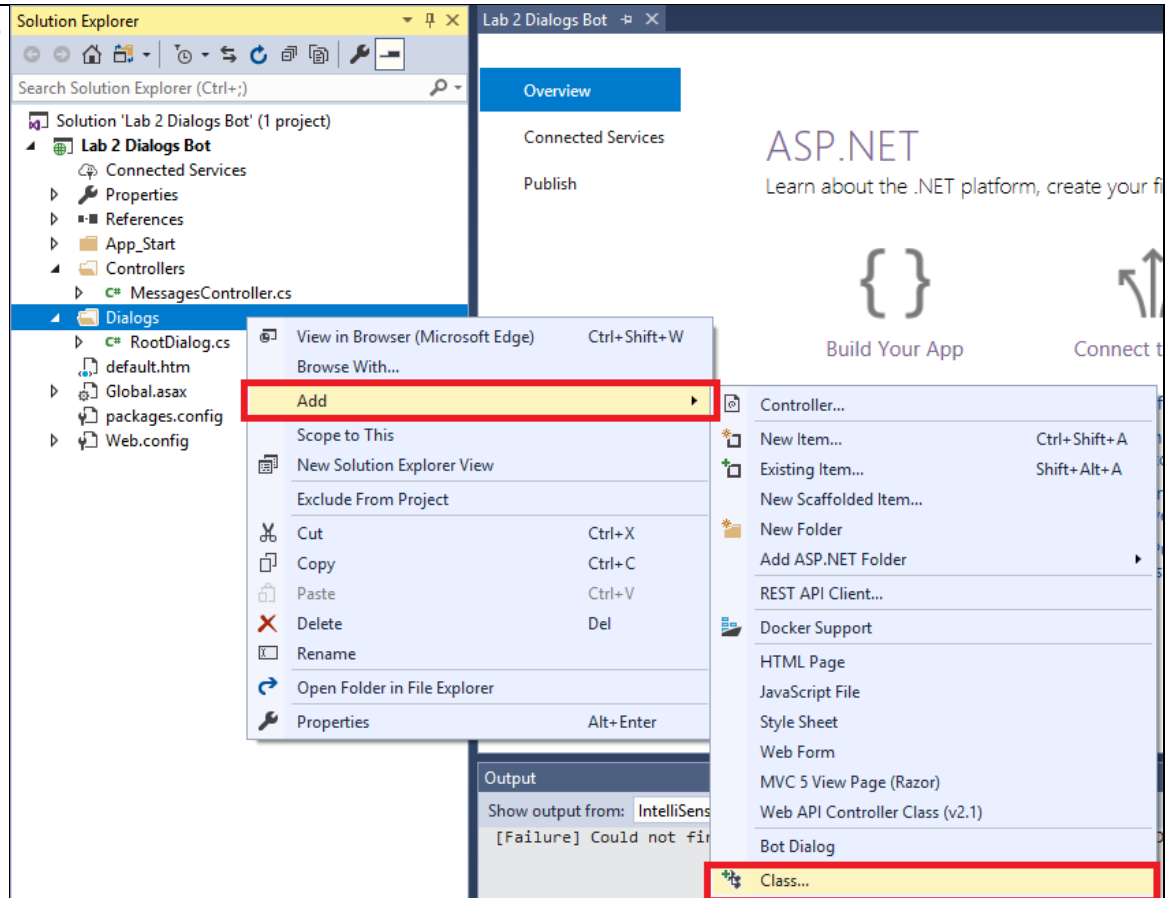 Solution Explorer
Search Solution Explorer (Ctrl+;)
Solution 'Lab 2 Dialogs Bot' (1 project)
Lab 2 Dialogs Bot
Connected Services
Properties
References
App_Start
Controllers
C# MessagesController.cs
Dialogs
C# RootDialog.cs
default.htm
Global.asax
packages.config
Web.config
View in Browser (Microsoft Edge) Ctrl+Shift+W
Browse With...
Add
Scope to This
New Solution Explorer View
Exclude From Project
Cut Ctrl+X
Copy Ctrl+C
Paste Ctrl+V
Delete Del
Rename
Open Folder in File Explorer
Properties Alt+Enter
Controller...
New Item... Ctrl+Shift+A
Existing Item... Shift+Alt+A
New Scaffolded Item...
New Folder
Add ASP.NET Folder
REST API Client...
Docker Support
HTML Page
JavaScript File
Style Sheet
Web Form
MVC 5 View Page (Razor)
Web API Controller Class (v2.1)
Bot Dialog
Class...
Lab 2 Dialogs Bot
Overview
Connected Services
Publish
ASP.NET
Learn about the .NET platform, create your fi
{ }
Build Your App
Connect t
Output
Show output from: IntelliSens
[Failure] Could not fin